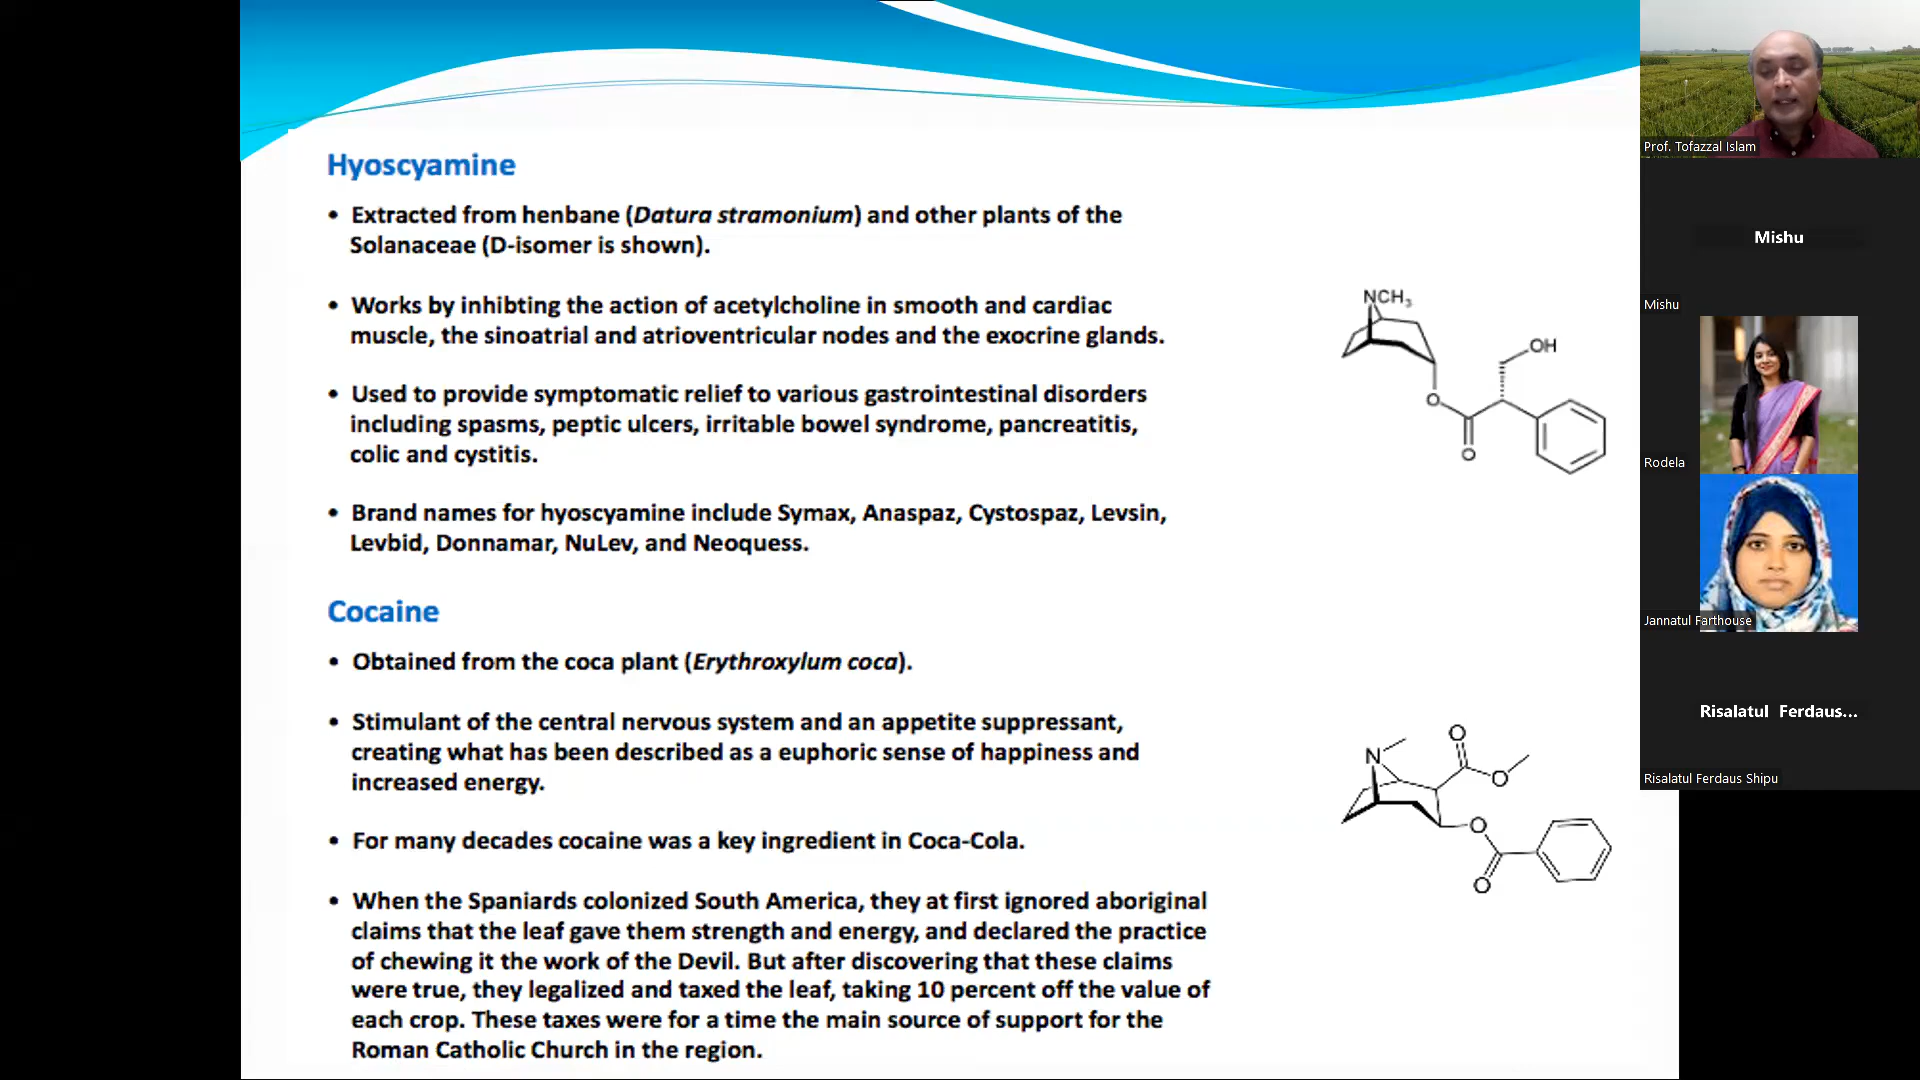 Hyoscyamine
• Extracted from henbane (Datura stramonium) and other plants of the
Solanaceae (D-isomer is shown).
• Works by inhibting the action of acetylcholine in smooth and cardiac
muscle, the sinoatrial and atrioventricular nodes and the exocrine glands.
• Used to provide symptomatic relief to various gastrointestinal disorders
including spasms, peptic ulcers, irritable bowel syndrome, pancreatitis,
colic and cystitis.
• Brand names for hyoscyamine include Symax, Anaspaz, Cystospaz, Levsin,
Levbid, Donnamar, NuLev, and Neoquess.
NCH3
OH
O
O
Cocaine
• Obtained from the coca plant (Erythroxylum coca).
• Stimulant of the central nervous system and an appetite suppressant,
creating what has been described as a euphoric sense of happiness and
increased energy.
• For many decades cocaine was a key ingredient in Coca-Cola.
• When the Spaniards colonized South America, they at first ignored aboriginal
claims that the leaf gave them strength and energy, and declared the practice
of chewing it the work of the Devil. But after discovering that these claims
were true, they legalized and taxed the leaf, taking 10 percent off the value of
each crop. These taxes were for a time the main source of support for the
Roman Catholic Church in the region.
O
N
O
O
O
Prof. Tofazzal Islam
Mishu
Mishu
Rodela
Jannatul Farthouse
Risalatul Ferdaus...
Risalatul Ferdaus Shipu